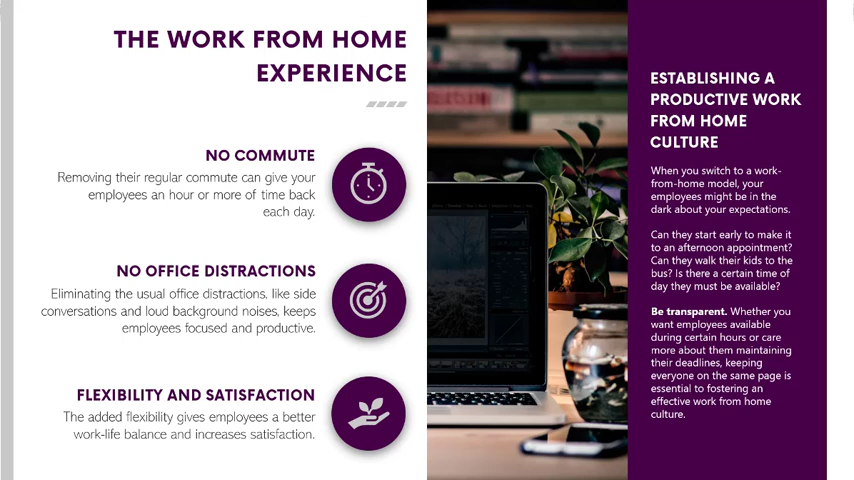 THE WORK FROM HOME
EXPERIENCE
NO COMMUTE
Removing their regular commute can give your
employees an hour or more of time back
each day.
NO OFFICE DISTRACTIONS
Eliminating the usual office distractions, like side
conversations and loud background noises, keeps
employees focused and productive.
FLEXIBILITY AND SATISFACTION
The added flexibility gives employees a better
work-life balance and increases satisfaction.
ESTABLISHING A
PRODUCTIVE WORK
FROM HOME
CULTURE
When you switch to a work-
from-home model, your
employees might be in the
dark about your expectations.
Can they start early to make it
to an afternoon appointment?
Can they walk their kids to the
bus? Is there a certain time of
day they must be available?
Be transparent. Whether you
want employees available
during certain hours or care
more about them maintaining
their deadlines, keeping
everyone on the same page is
essential to fostering an
effective work from home
culture.